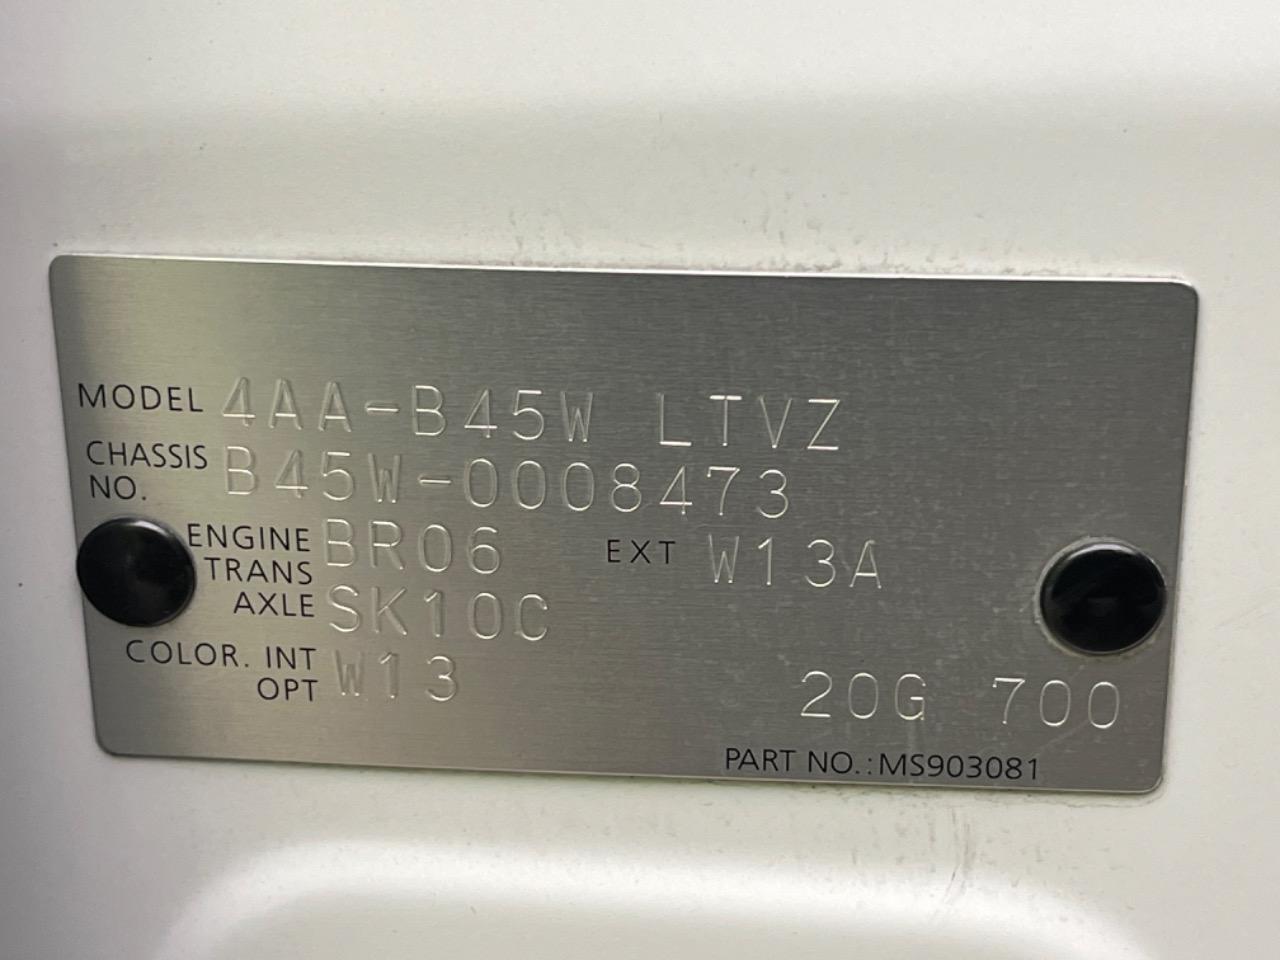 MODEL 4AA-B45W LTVZ
CHASSIS NO. B45W-0008473
ENGINE BR06 EXT W13A
TRANS AXLE SK10C
COLOR. INT OPT W13
20G 700
PART NO.:MS903081